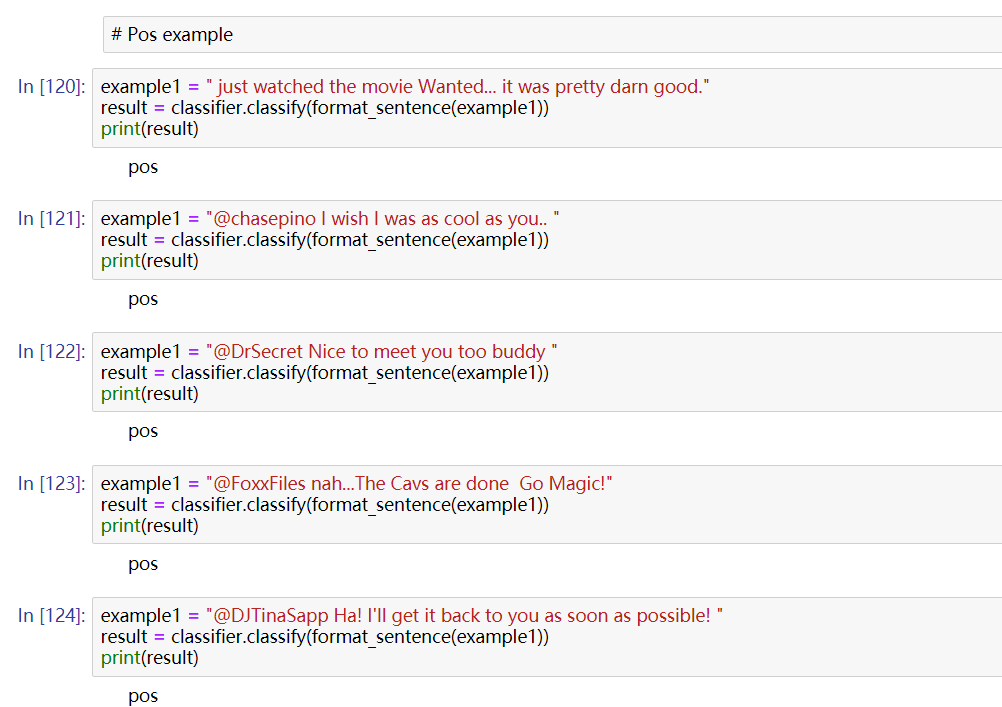 # Pos example
In [120]: example1 = " just watched the movie Wanted... it was pretty darn good."
result = classifier.classify(format_sentence(example1))
print(result)
pos
In [121]: example1 = "@chasepino I wish I was as cool as you.. "
result = classifier.classify(format_sentence(example1))
print(result)
pos
In [122]: example1 = "@DrSecret Nice to meet you too buddy "
result = classifier.classify(format_sentence(example1))
print(result)
pos
In [123]: example1 = "@FoxxFiles nah...The Cavs are done  Go Magic!"
result = classifier.classify(format_sentence(example1))
print(result)
pos
In [124]: example1 = "@DJTinaSapp Ha! I'll get it back to you as soon as possible! "
result = classifier.classify(format_sentence(example1))
print(result)
pos